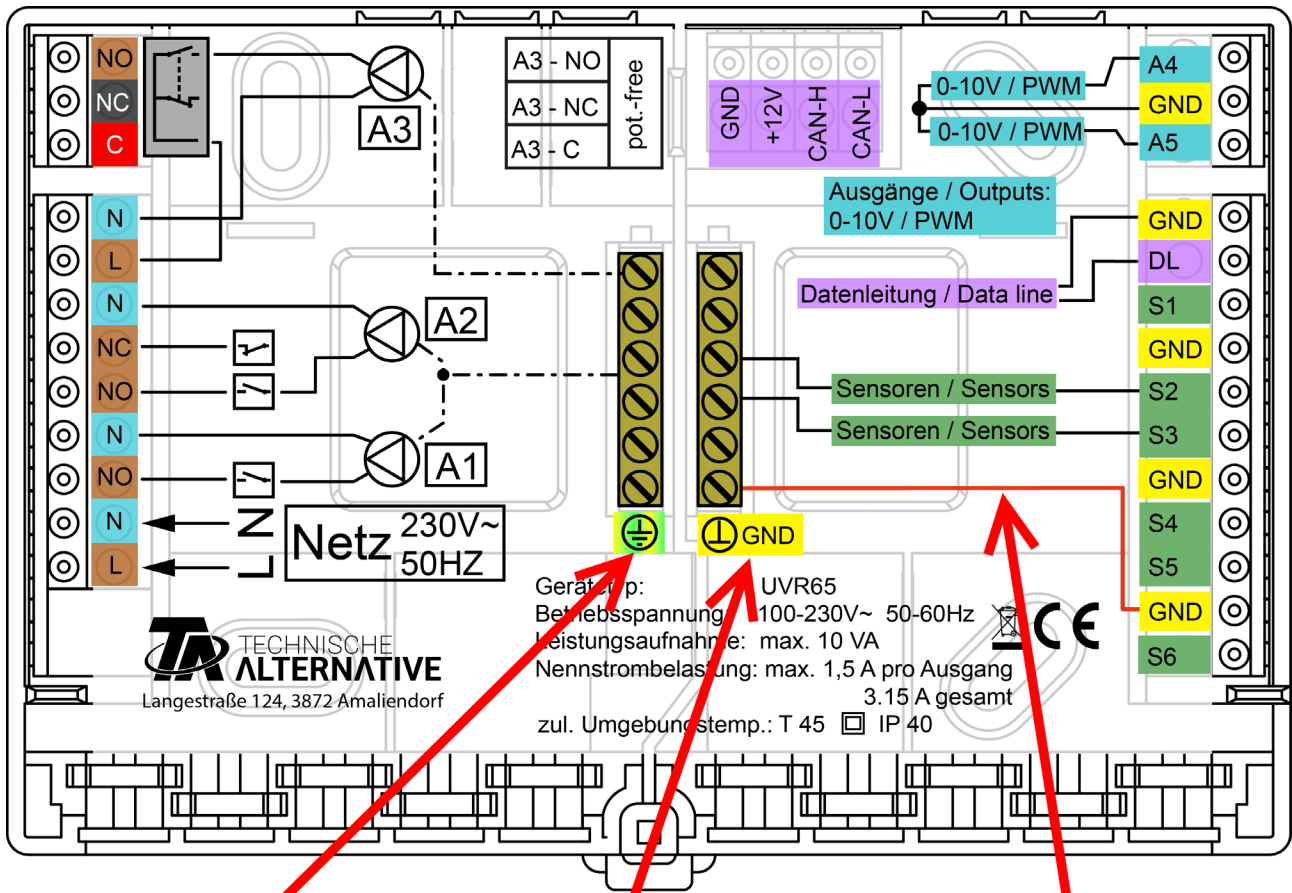 NO
NC
C
N
L
N
NC
NO
N
NO
N
L
A3
A2
A1
L N
Netz 230V~
50HZ
A3 - NO
A3 - NC
A3 - C
pot.-free
GND
+12V
CAN-H
CAN-L
0-10V / PWM
0-10V / PWM
A4
GND
A5
Ausgänge / Outputs:
0-10V / PWM
Datenleitung / Data line
Sensoren / Sensors
Sensoren / Sensors
GND
DL
S1
GND
S2
S3
GND
S4
S5
GND
S6
GND
Gerätetyp: UVR65
Betriebsspannung 100-230V~ 50-60Hz
Leistungsaufnahme: max. 10 VA
Nennstrombelastung: max. 1,5 A pro Ausgang
3.15 A gesamt
zul. Umgebungstemp.: T 45 IP 40
CE
TA
TECHNISCHE
ALTERNATIVE
Langestraße 124, 3872 Amaliendorf